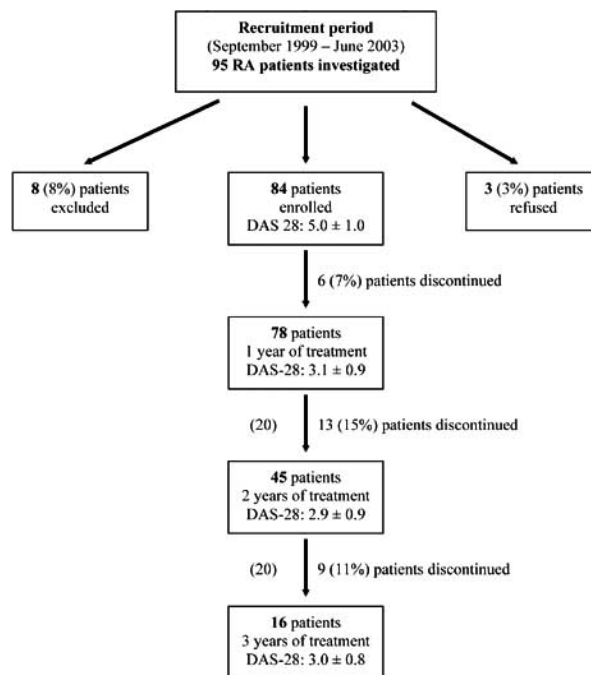 Recruitment period
(September 1999 – June 2003)
95 RA patients investigated
8 (8%) patients
excluded
84 patients
enrolled
DAS 28: 5.0 ± 1.0
3 (3%) patients
refused
6 (7%) patients discontinued
78 patients
1 year of treatment
DAS-28: 3.1 ± 0.9
(20) 13 (15%) patients discontinued
45 patients
2 years of treatment
DAS-28: 2.9 ± 0.9
(20) 9 (11%) patients discontinued
16 patients
3 years of treatment
DAS-28: 3.0 ± 0.8